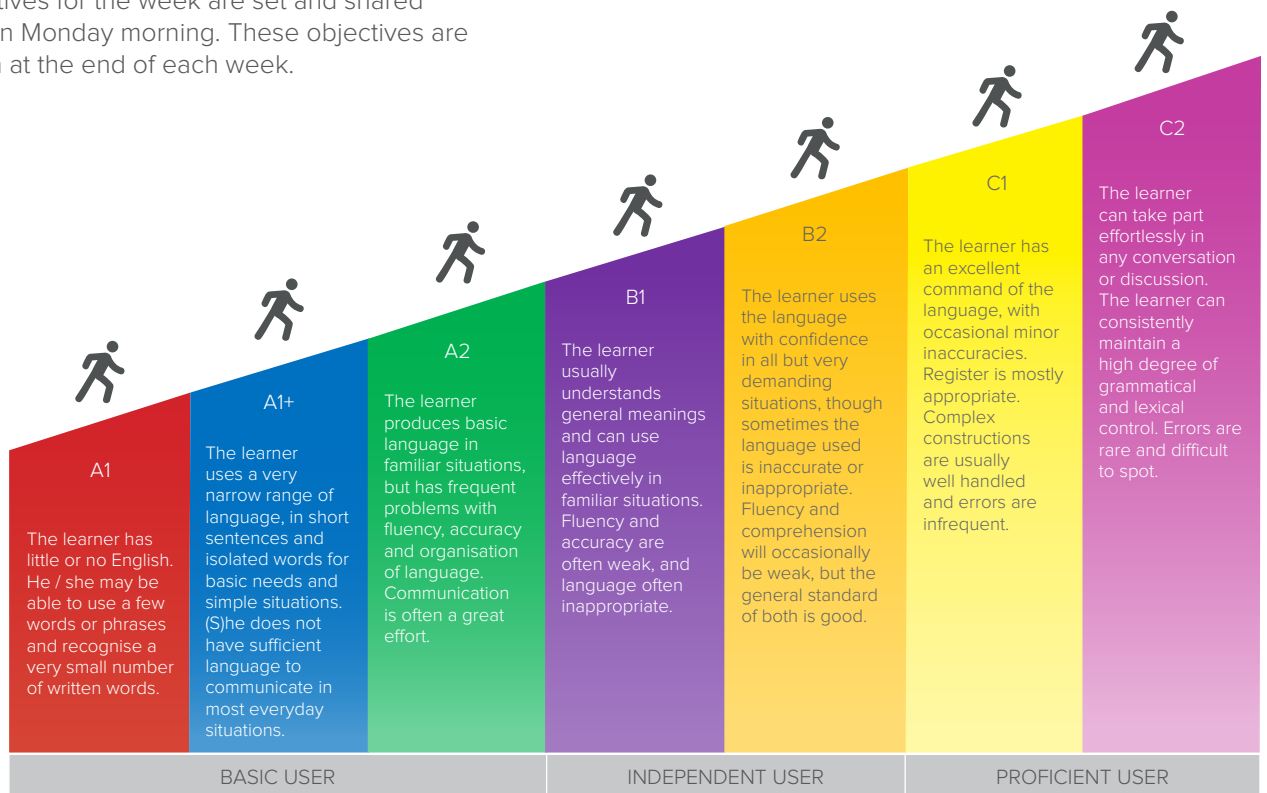 tives for the week are set and shared
n Monday morning. These objectives are
at the end of each week.
A1
The learner has
little or no English.
He / she may be
able to use a few
words or phrases
and recognise a
very small number
of written words.
A1+
The learner
uses a very
narrow range of
language, in short
sentences and
isolated words for
basic needs and
simple situations.
(S)he does not
have sufficient
language to
communicate in
most everyday
situations.
A2
The learner
produces basic
language in
familiar situations,
but has frequent
problems with
fluency, accuracy
and organisation
of language.
Communication
is often a great
effort.
B1
The learner
usually
understands
general meanings
and can use
language
effectively in
familiar situations.
Fluency and
accuracy are
often weak, and
language often
inappropriate.
B2
The learner uses
the language
with confidence
in all but very
demanding
situations, though
sometimes the
language used
is inaccurate or
inappropriate.
Fluency and
comprehension
will occasionally
be weak, but the
general standard
of both is good.
C1
The learner has
an excellent
command of the
language, with
occasional minor
inaccuracies.
Register is mostly
appropriate.
Complex
constructions
are usually
well handled
and errors are
infrequent.
C2
The learner
can take part
effortlessly in
any conversation
or discussion.
The learner can
consistently
maintain a
high degree of
grammatical
and lexical
control. Errors are
rare and difficult
to spot.
BASIC USER
INDEPENDENT USER
PROFICIENT USER